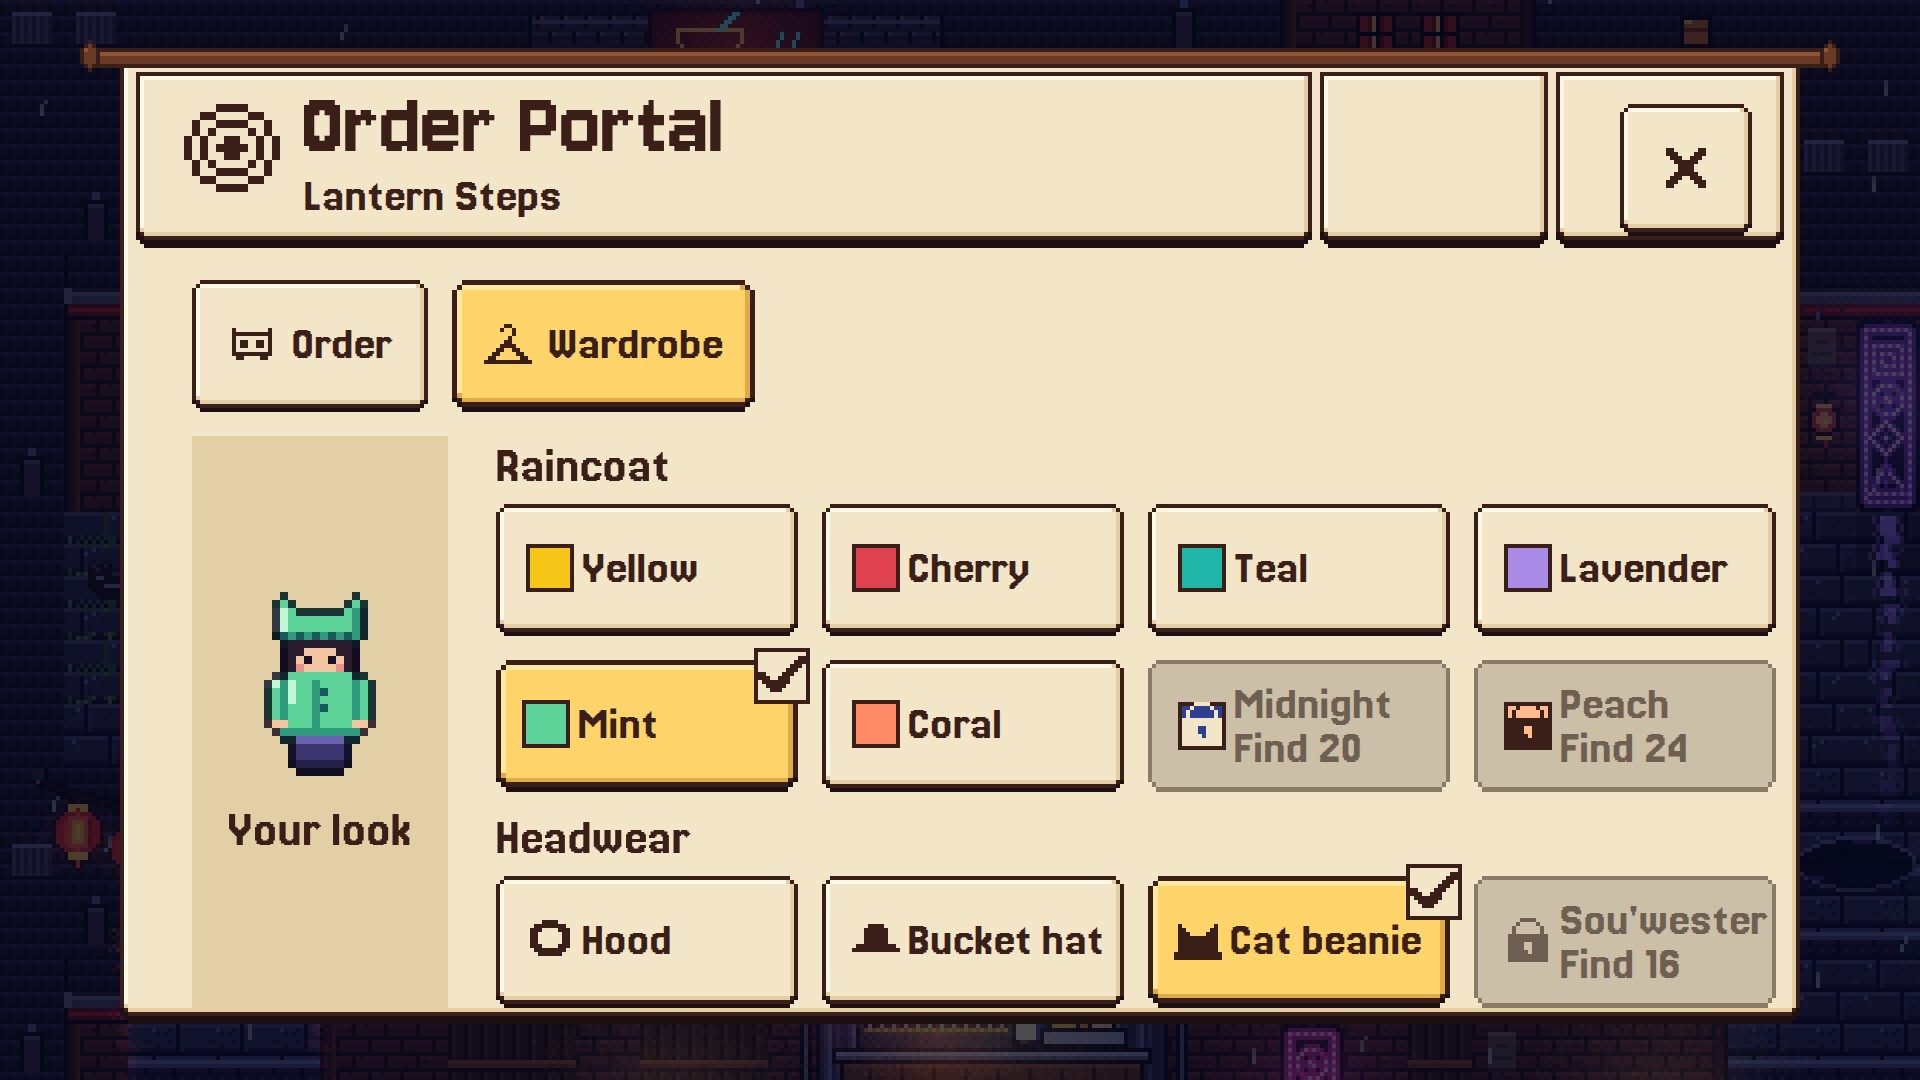 Order Portal
Lantern Steps
Order
Wardrobe
Raincoat
Yellow
Cherry
Teal
Lavender
Mint
Coral
Midnight
Find 20
Peach
Find 24
Your look
Headwear
Hood
Bucket hat
Cat beanie
Sou'wester
Find 16